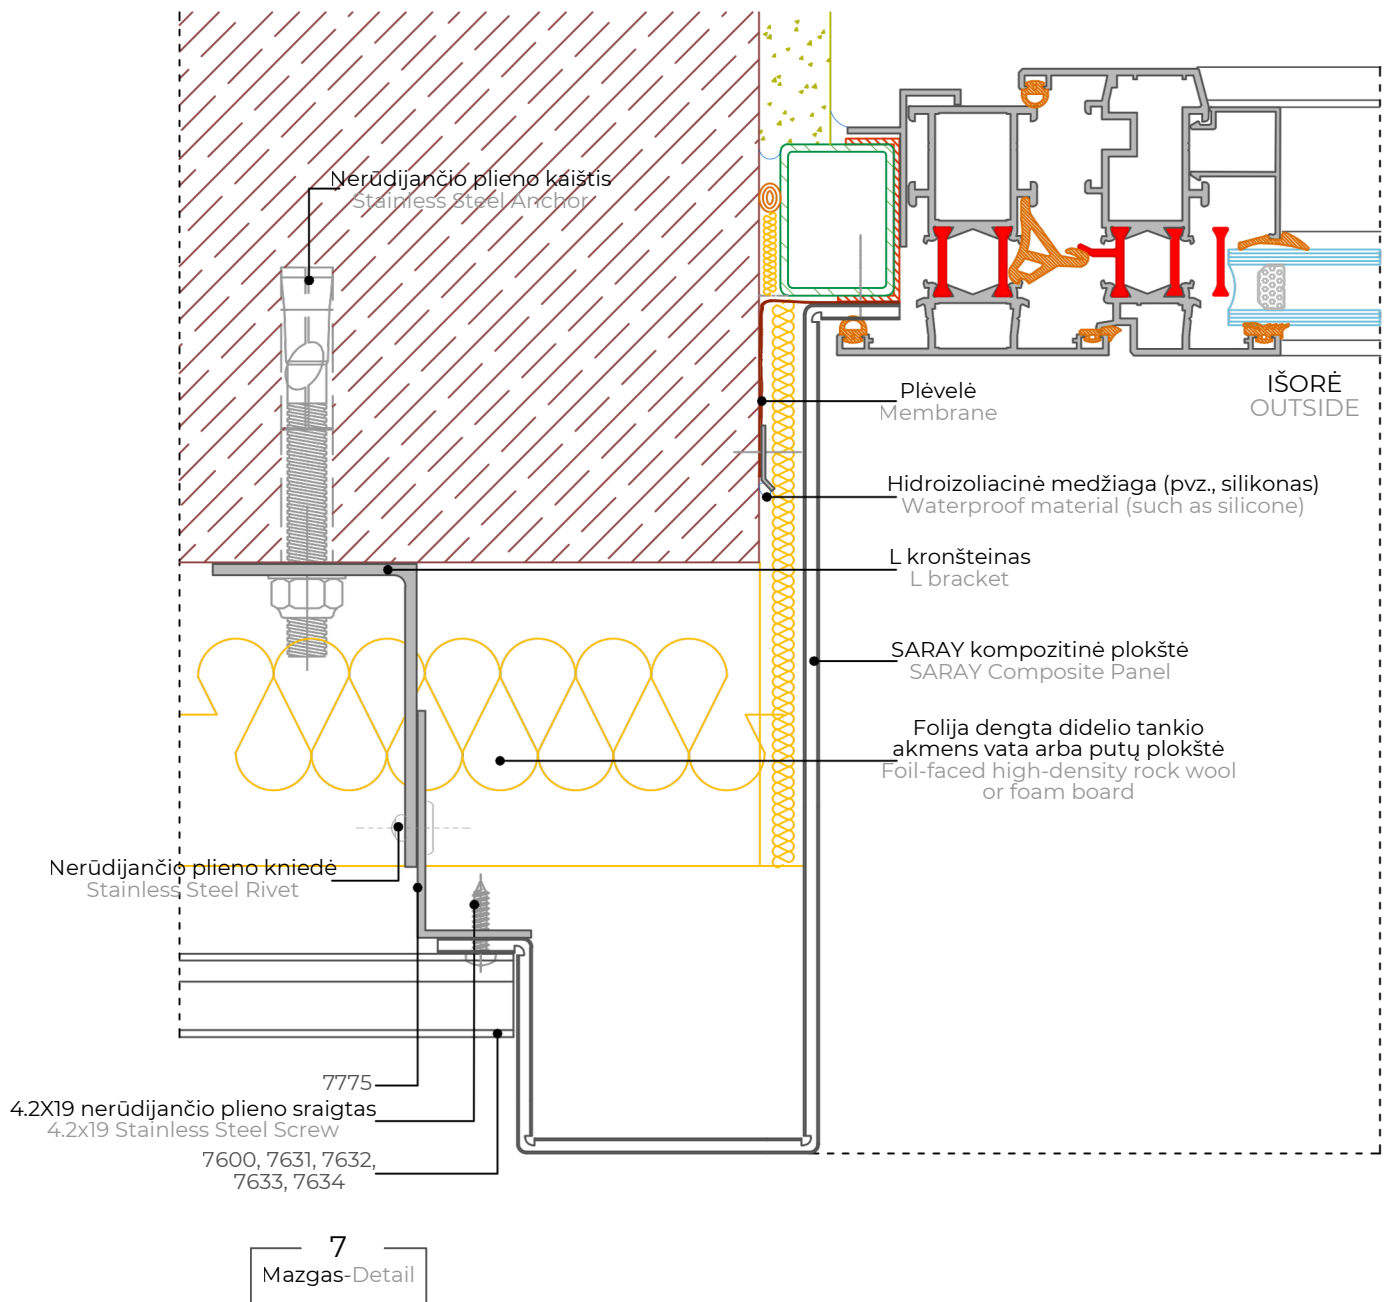 Nerūdijančio plieno kaištis
Stainless Steel Anchor
IŠORĖ
OUTSIDE
Plėvelė
Membrane
Hidroizoliacinė medžiaga (pvz., silikonas)
Waterproof material (such as silicone)
L kronšteinas
L bracket
SARAY kompozitinė plokštė
SARAY Composite Panel
Folija dengta didelio tankio
akmens vata arba putų plokštė
Foil-faced high-density rock wool
or foam board
Nerūdijančio plieno kniedė
Stainless Steel Rivet
7775
4.2X19 nerūdijančio plieno sraigtas
4.2x19 Stainless Steel Screw
7600, 7631, 7632,
7633, 7634
7
Mazgas-Detail